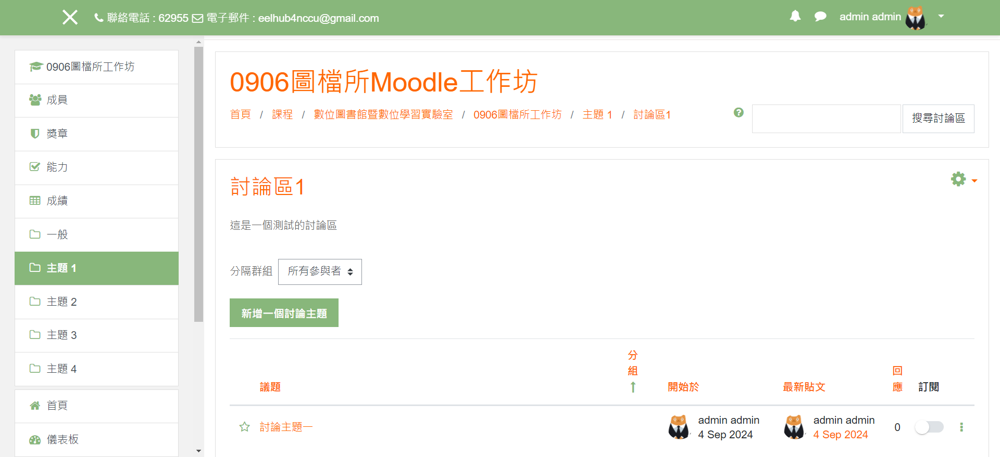 聯絡電話 : 62955 電子郵件 : eelhub4nccu@gmail.com
admin admin
0906圖檔所工作坊
成員
獎章
能力
成績
一般
主題 1
主題 2
主題 3
主題 4
首頁
儀表板
0906圖檔所Moodle工作坊
首頁 / 課程 / 數位圖書館暨數位學習實驗室 / 0906圖檔所工作坊 / 主題 1 / 討論區1
搜尋討論區
討論區1
這是一個測試的討論區
分隔群組 所有參與者
新增一個討論主題
議題 分組 開始於 最新貼文 回應 訂閱
討論主題一 admin admin admin admin 0
4 Sep 2024 4 Sep 2024